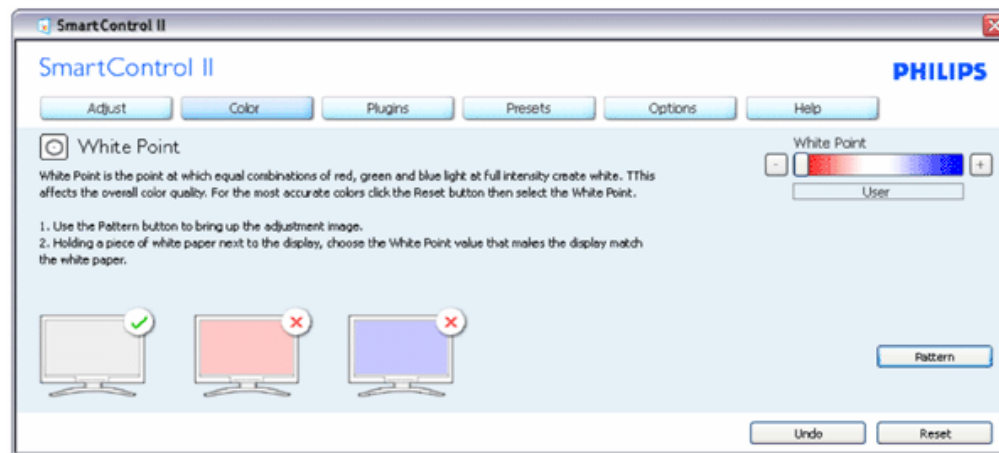 SmartControl II
SmartControl II
PHILIPS
Adjust Color Plugins Presets Options Help
White Point
White Point is the point at which equal combinations of red, green and blue light at full intensity create white. TThis
affects the overall color quality. For the most accurate colors click the Reset button then select the White Point.
1. Use the Pattern button to bring up the adjustment image.
2. Holding a piece of white paper next to the display, choose the White Point value that makes the display match
the white paper.
White Point
- +
User
Pattern
Undo Reset